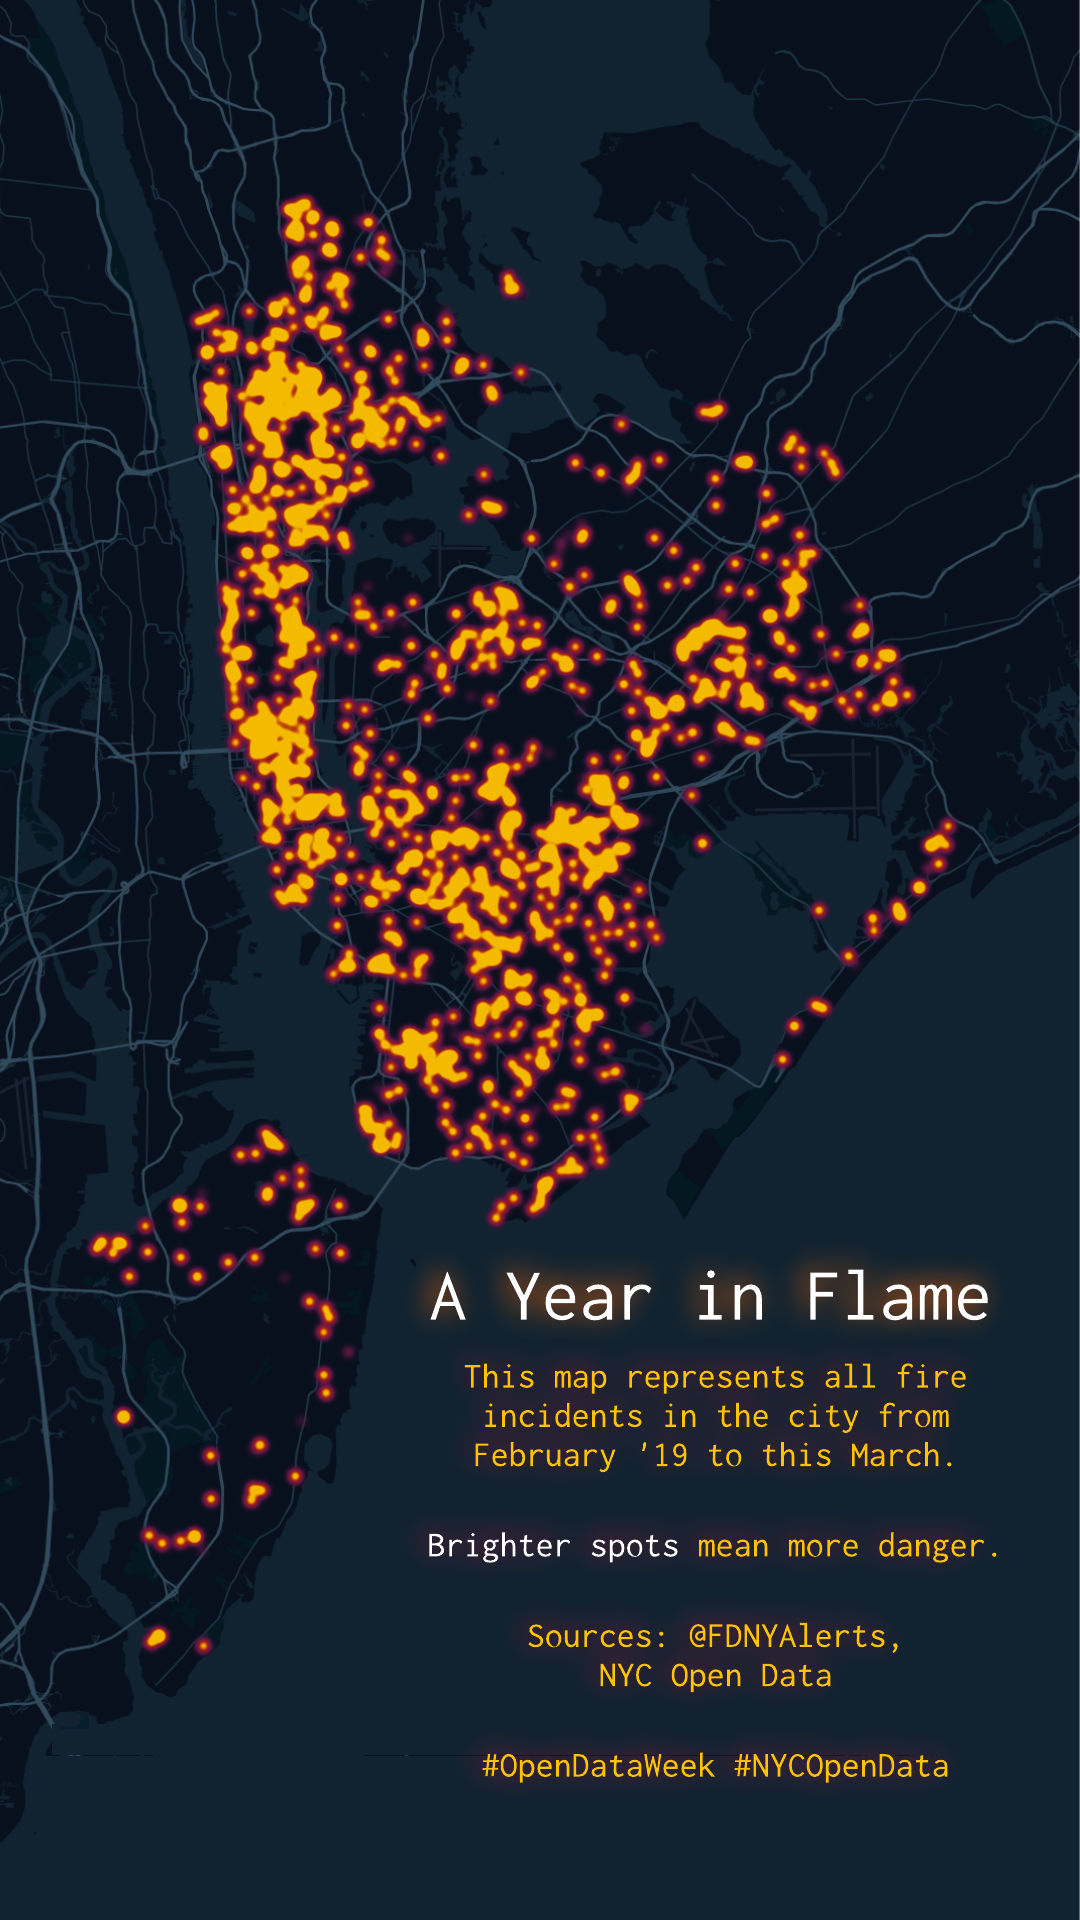 A Year in Flame
This map represents all fire
incidents in the city from
February '19 to this March.
Brighter spots mean more danger.
Sources: @FDNYAlerts,
NYC Open Data
#OpenDataWeek #NYCOpenData